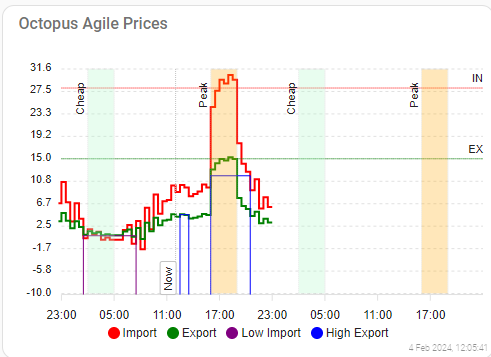 Octopus Agile Prices
31.6
27.5
23.3
19.2
15.0
10.8
6.7
2.5
-1.7
-5.8
-10.0
Cheap
Peak
Cheap
Peak
IN
EX
Now
23:00 05:00 11:00 17:00 23:00 05:00 11:00 17:00
Import Export Low Import High Export
4 Feb 2024, 12:05:41